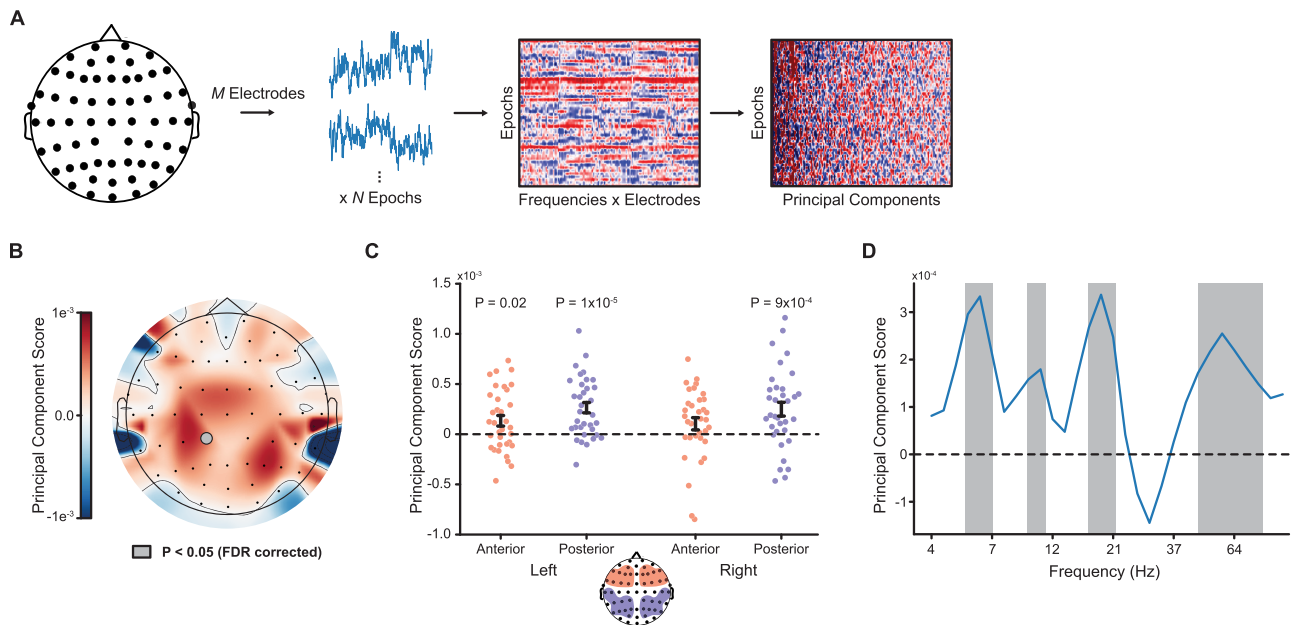 A
M Electrodes
x N Epochs
Epochs
Frequencies x Electrodes
Epochs
Principal Components
B
Principal Component Score
1e⁻³
0.0
-1e⁻³
P < 0.05 (FDR corrected)
C
x10⁻³
Principal Component Score
1.5
1.0
0.5
0
-0.5
-1.0
P = 0.02
P = 1x10⁻⁵
P = 9x10⁻⁴
Anterior
Posterior
Anterior
Posterior
Left
Right
D
x10⁻⁴
Principal Component Score
3
2
1
0
-1
4
7
12
21
37
64
Frequency (Hz)